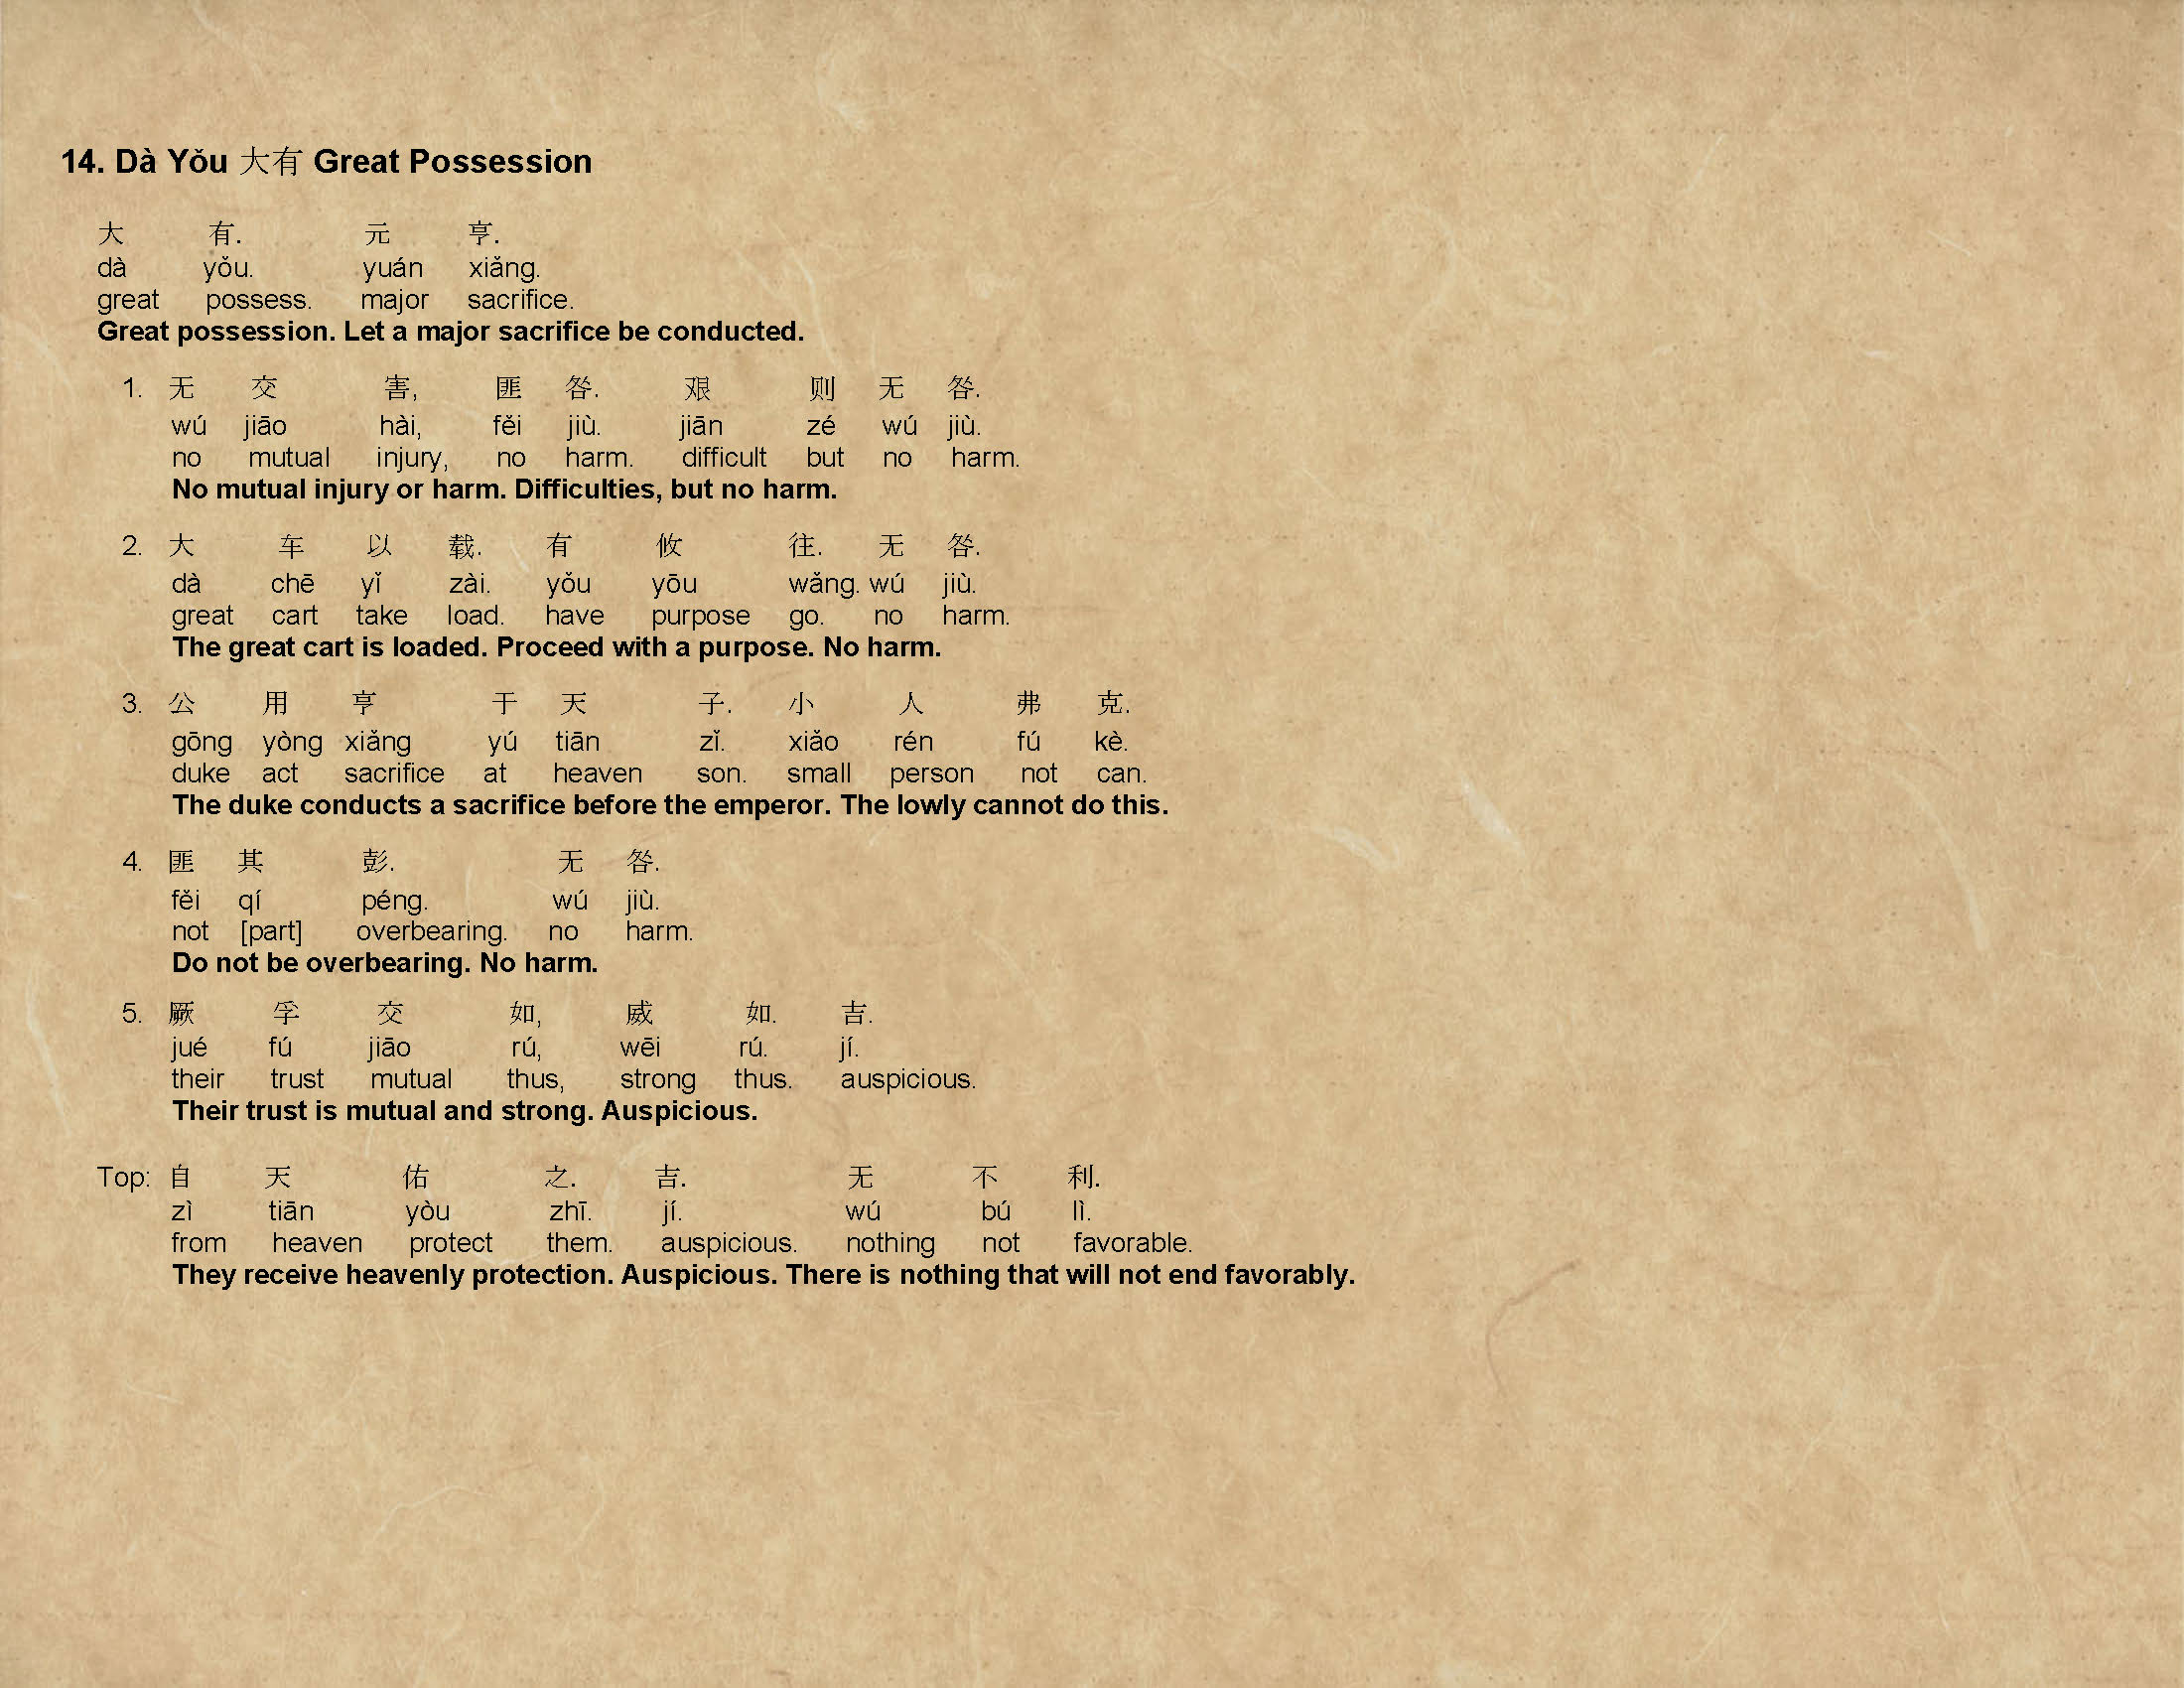 14. Dà Yǒu 大有 Great Possession
大 有. 元 亨.
dà yǒu. yuán xiǎng.
great possess. major sacrifice.
Great possession. Let a major sacrifice be conducted.
1. 无 交 害, 匪 咎. 艰 则 无 咎.
wú jiāo hài, fěi jiù. jiān zé wú jiù.
no mutual injury, no harm. difficult but no harm.
No mutual injury or harm. Difficulties, but no harm.
2. 大 车 以 载. 有 攸 往. 无 咎.
dà chē yǐ zài. yǒu yōu wǎng. wú jiù.
great cart take load. have purpose go. no harm.
The great cart is loaded. Proceed with a purpose. No harm.
3. 公 用 亨 于 天 子. 小 人 弗 克.
gōng yòng xiǎng yú tiān zǐ. xiǎo rén fú kè.
duke act sacrifice at heaven son. small person not can.
The duke conducts a sacrifice before the emperor. The lowly cannot do this.
4. 匪 其 彭. 无 咎.
fěi qí péng. wú jiù.
not [part] overbearing. no harm.
Do not be overbearing. No harm.
5. 厥 孚 交 如, 威 如. 吉.
jué fú jiāo rú, wēi rú. jí.
their trust mutual thus, strong thus. auspicious.
Their trust is mutual and strong. Auspicious.
Top: 自 天 佑 之. 吉. 无 不 利.
zì tiān yòu zhī. jí. wú bú lì.
from heaven protect them. auspicious. nothing not favorable.
They receive heavenly protection. Auspicious. There is nothing that will not end favorably.